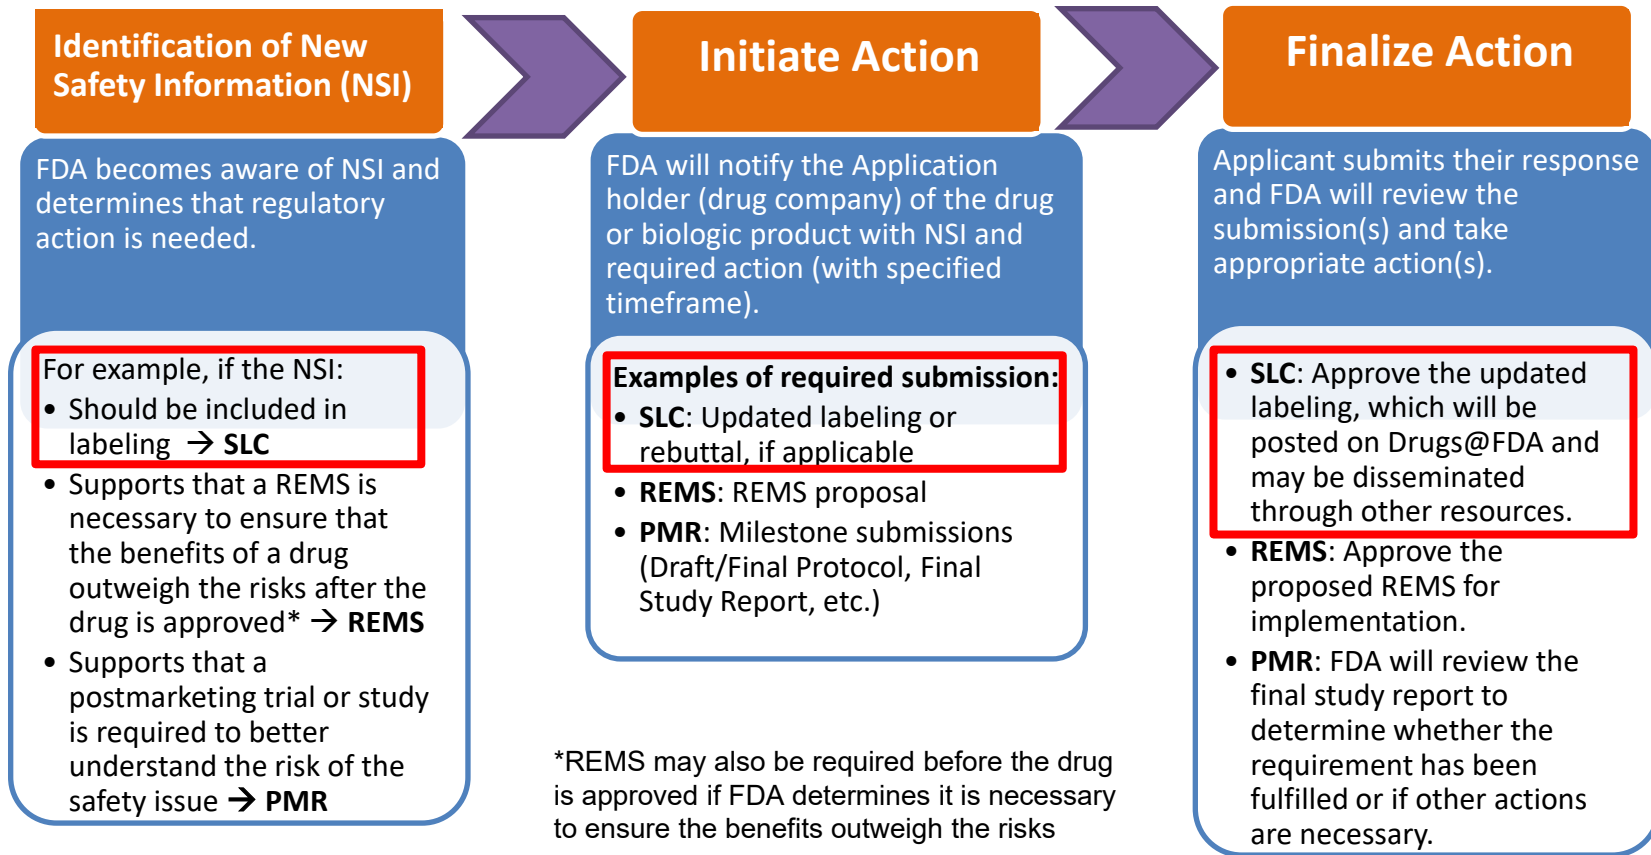 Identification of New
Safety Information (NSI)
FDA becomes aware of NSI and
determines that regulatory
action is needed.
For example, if the NSI:
• Should be included in
labeling → SLC
• Supports that a REMS is
necessary to ensure that
the benefits of a drug
outweigh the risks after the
drug is approved* → REMS
• Supports that a
postmarketing trial or study
is required to better
understand the risk of the
safety issue → PMR
Initiate Action
FDA will notify the Application
holder (drug company) of the drug
or biologic product with NSI and
required action (with specified
timeframe).
Examples of required submission:
• SLC: Updated labeling or
rebuttal, if applicable
• REMS: REMS proposal
• PMR: Milestone submissions
(Draft/Final Protocol, Final
Study Report, etc.)
*REMS may also be required before the drug
is approved if FDA determines it is necessary
to ensure the benefits outweigh the risks
Finalize Action
Applicant submits their response
and FDA will review the
submission(s) and take
appropriate action(s).
• SLC: Approve the updated
labeling, which will be
posted on Drugs@FDA and
may be disseminated
through other resources.
• REMS: Approve the
proposed REMS for
implementation.
• PMR: FDA will review the
final study report to
determine whether the
requirement has been
fulfilled or if other actions
are necessary.